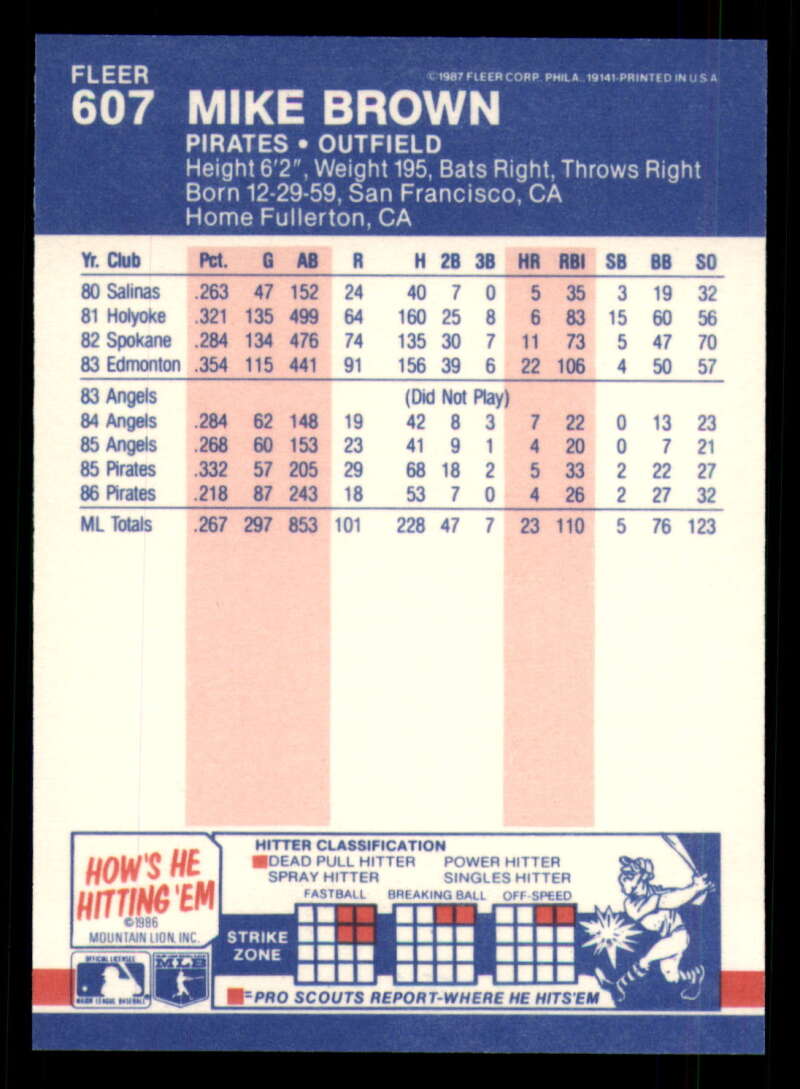 FLEER ©1987 FLEER CORP. PHILA., 19141-PRINTED IN U.S.A.
607 MIKE BROWN
PIRATES • OUTFIELD
Height 6'2", Weight 195, Bats Right, Throws Right
Born 12-29-59, San Francisco, CA
Home Fullerton, CA
Yr. Club Pct. G AB R H 2B 3B HR RBI SB BB SO
80 Salinas .263 47 152 24 40 7 0 5 35 3 19 32
81 Holyoke .321 135 499 64 160 25 8 6 83 15 60 56
82 Spokane .284 134 476 74 135 30 7 11 73 5 47 70
83 Edmonton .354 115 441 91 156 39 6 22 106 4 50 57
83 Angels (Did Not Play)
84 Angels .284 62 148 19 42 8 3 7 22 0 13 23
85 Angels .268 60 153 23 41 9 1 4 20 0 7 21
85 Pirates .332 57 205 29 68 18 2 5 33 2 22 27
86 Pirates .218 87 243 18 53 7 0 4 26 2 27 32
ML Totals .267 297 853 101 228 47 7 23 110 5 76 123
HOW'S HE
HITTING 'EM
©1986
MOUNTAIN LION, INC.
OFFICIAL LICENSEE
MAJOR LEAGUE BASEBALL
MLB
HITTER CLASSIFICATION
DEAD PULL HITTER POWER HITTER
SPRAY HITTER SINGLES HITTER
FASTBALL BREAKING BALL OFF-SPEED
STRIKE
ZONE
=PRO SCOUTS REPORT-WHERE HE HITS'EM